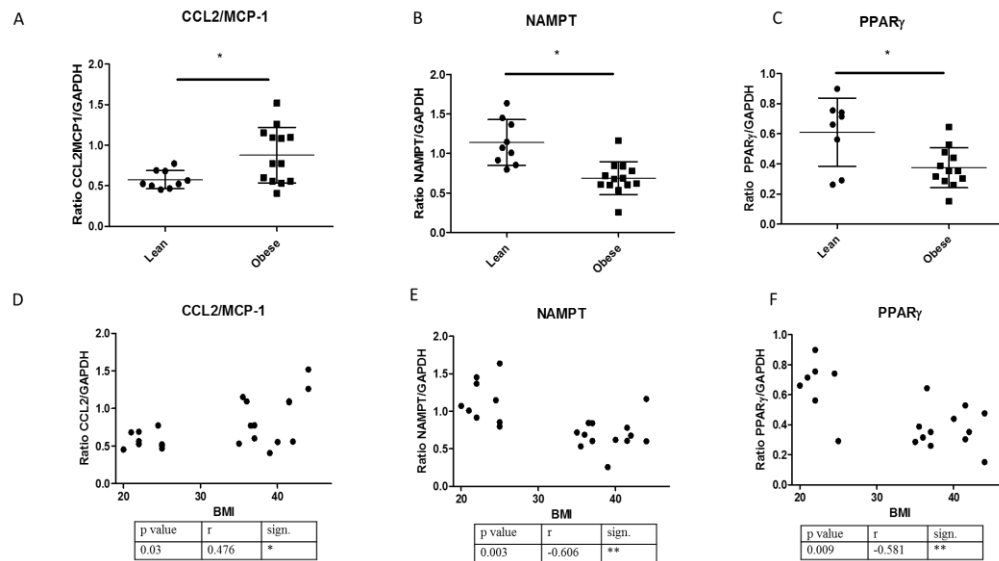 A
CCL2/MCP-1
*
Ratio CCL2MCP1/GAPDH
2.0
1.5
1.0
0.5
0.0
Lean
Obese
B
NAMPT
*
Ratio NAMPT/GAPDH
2.0
1.5
1.0
0.5
0.0
Lean
Obese
C
PPARγ
*
Ratio PPARγ/GAPDH
1.0
0.8
0.6
0.4
0.2
0.0
Lean
Obese
D
CCL2/MCP-1
Ratio CCL2/GAPDH
2.0
1.5
1.0
0.5
0.0
20
30
40
BMI
p value r sign.
0.03 0.476 *
E
NAMPT
Ratio NAMPT/GAPDH
2.0
1.5
1.0
0.5
0.0
20
30
40
BMI
p value r sign.
0.003 -0.606 **
F
PPARγ
Ratio PPARγ/GAPDH
1.0
0.8
0.6
0.4
0.2
0.0
20
30
40
BMI
p value r sign.
0.009 -0.581 **